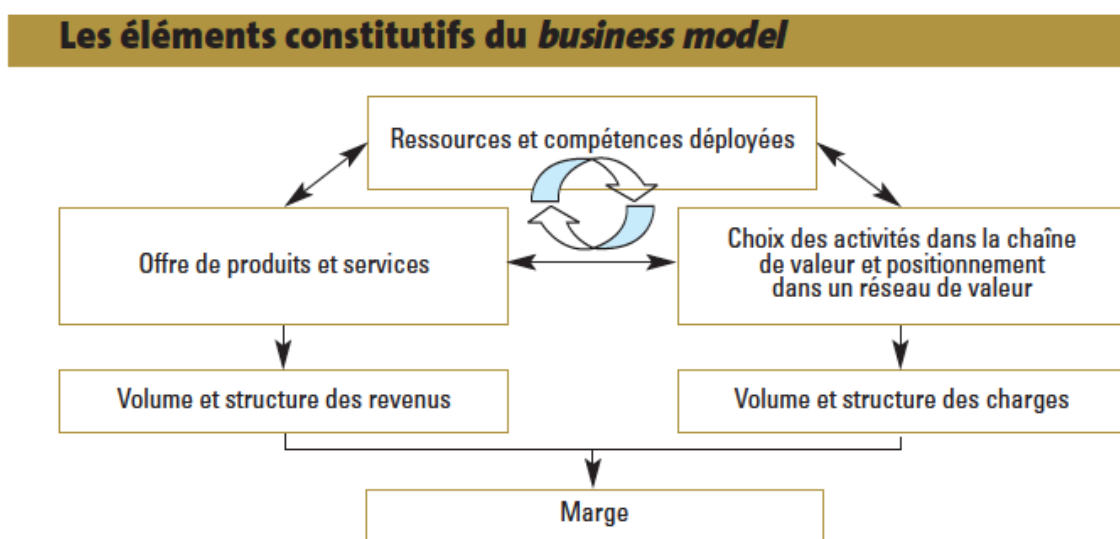 Les éléments constitutifs du business model
Ressources et compétences déployées
Offre de produits et services
Choix des activités dans la chaîne
de valeur et positionnement
dans un réseau de valeur
Volume et structure des revenus
Volume et structure des charges
Marge